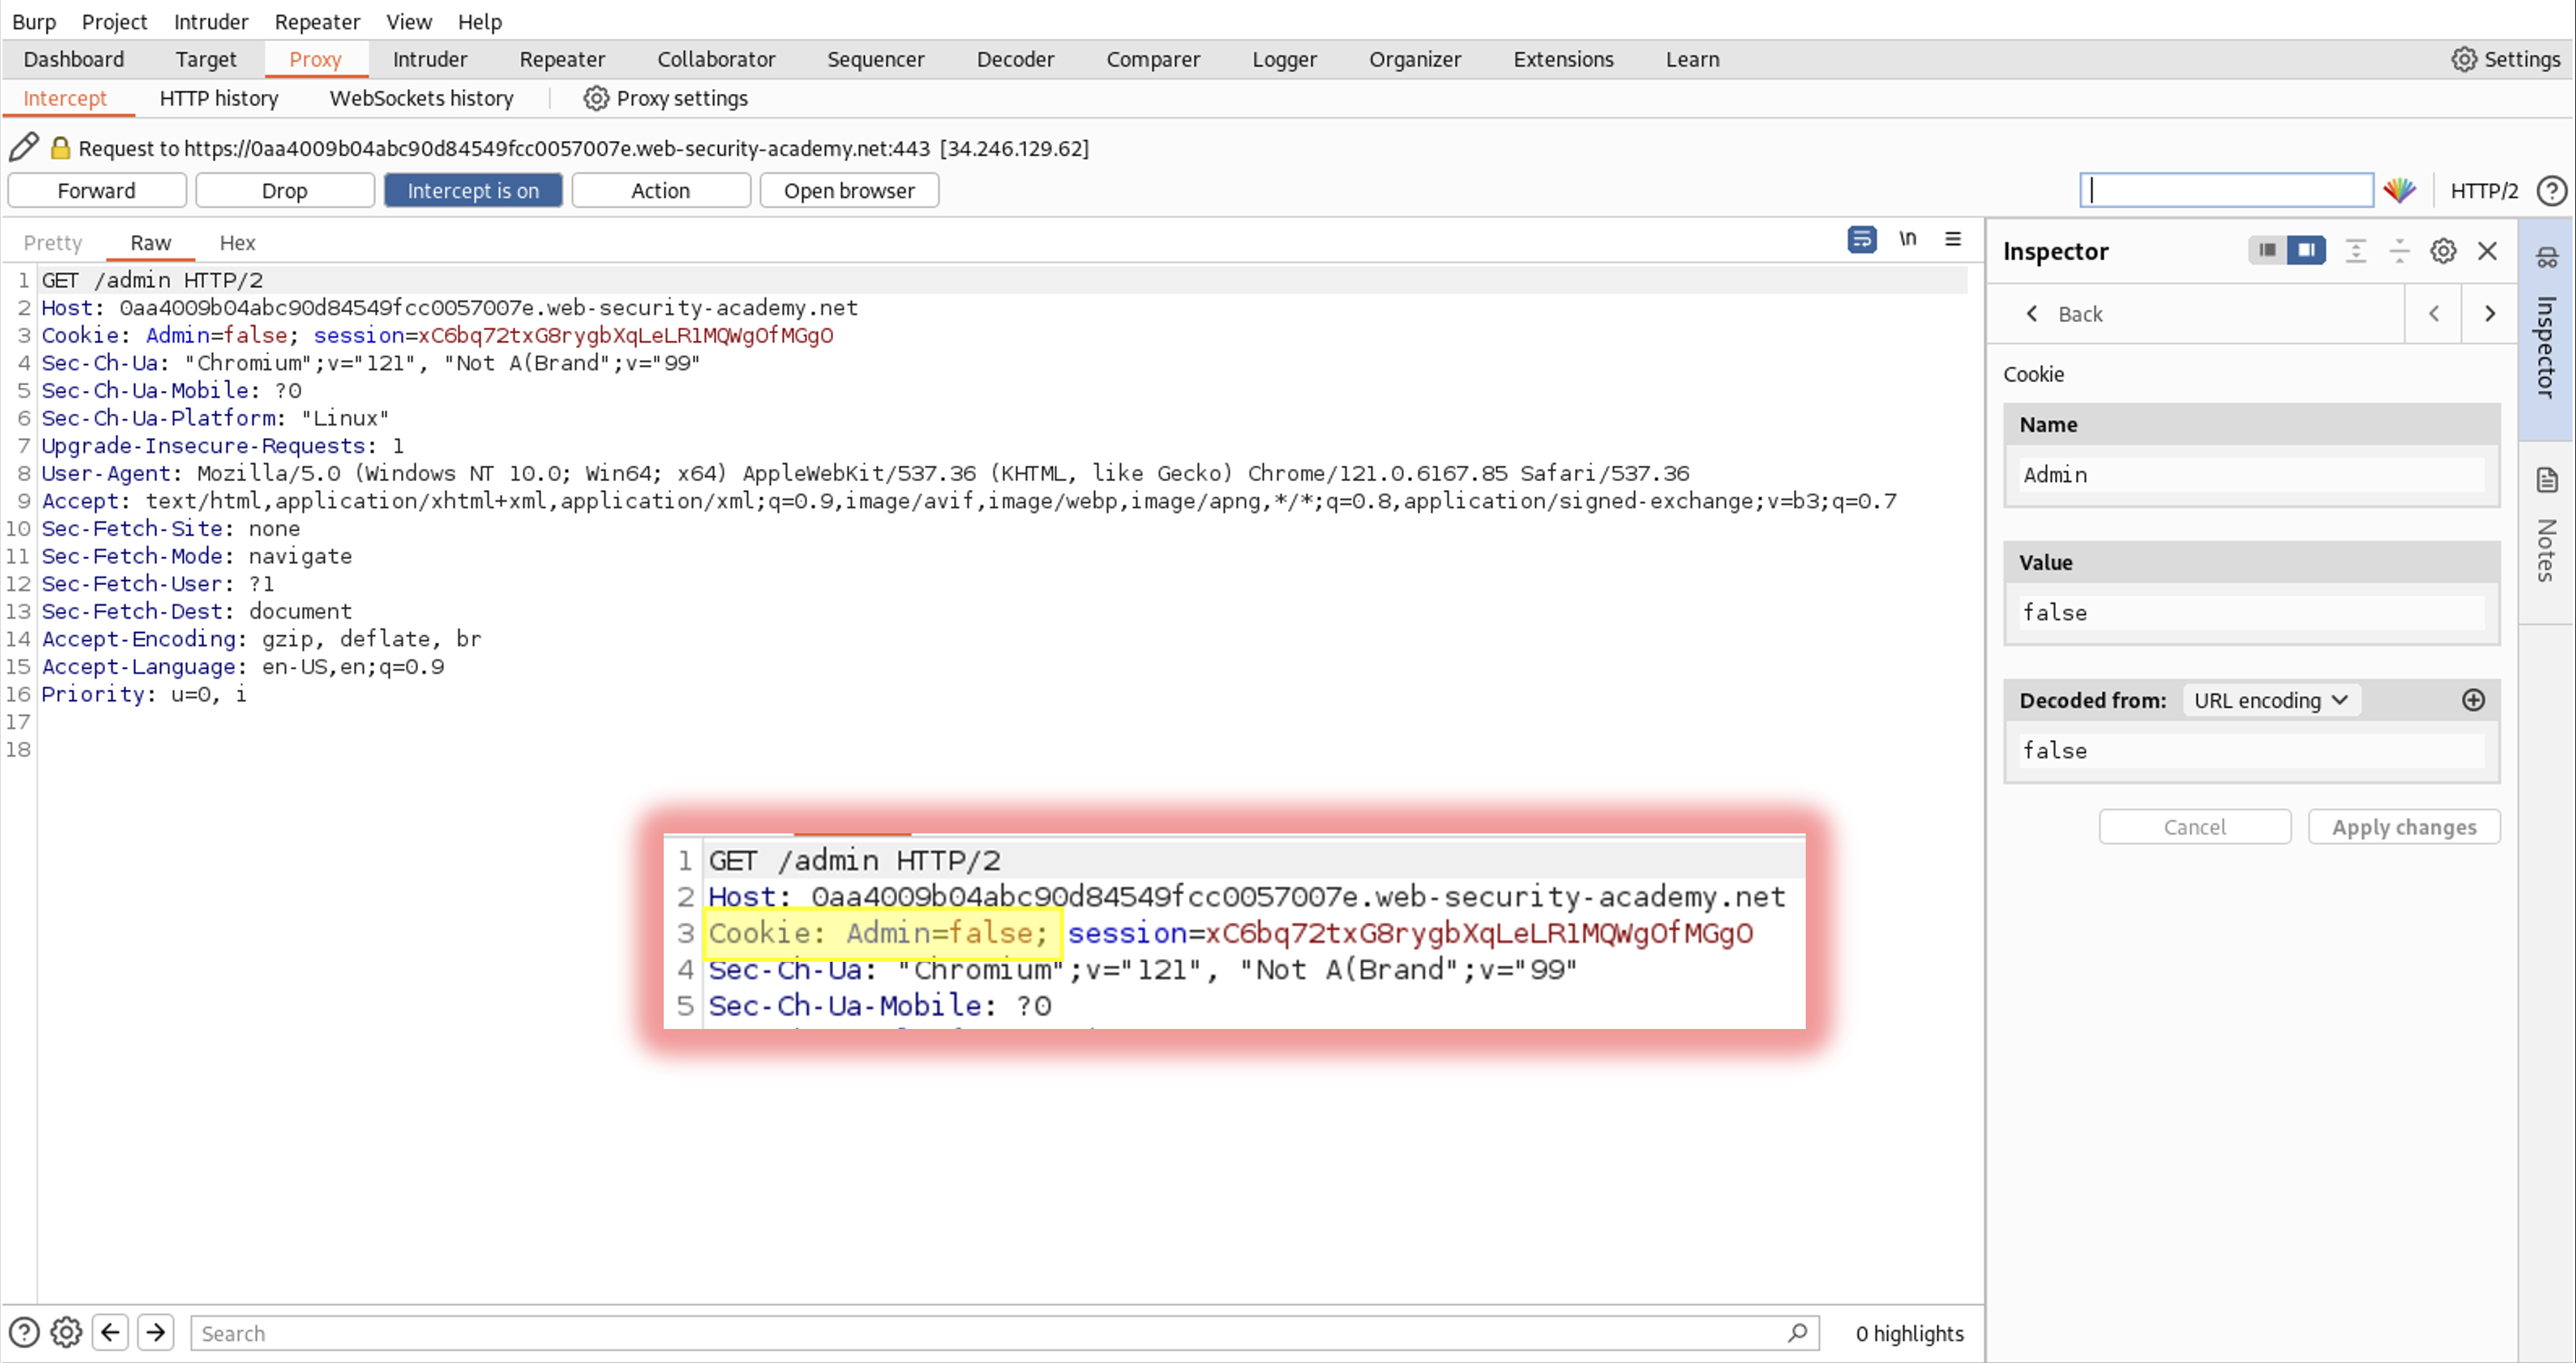 Burp Project Intruder Repeater View Help
Dashboard Target Proxy Intruder Repeater Collaborator Sequencer Decoder Comparer Logger Organizer Extensions Learn Settings
Intercept HTTP history WebSockets history Proxy settings
Request to https://0aa4009b04abc90d84549fcc0057007e.web-security-academy.net:443 [34.246.129.62]
Forward Drop Intercept is on Action Open browser HTTP/2 ?
Pretty Raw Hex \n
1 GET /admin HTTP/2
2 Host: 0aa4009b04abc90d84549fcc0057007e.web-security-academy.net
3 Cookie: Admin=false; session=xC6bq72txG8rygbXqLeLR1MQWgOfMGgO
4 Sec-Ch-Ua: "Chromium";v="121", "Not A(Brand";v="99"
5 Sec-Ch-Ua-Mobile: ?0
6 Sec-Ch-Ua-Platform: "Linux"
7 Upgrade-Insecure-Requests: 1
8 User-Agent: Mozilla/5.0 (Windows NT 10.0; Win64; x64) AppleWebKit/537.36 (KHTML, like Gecko) Chrome/121.0.6167.85 Safari/537.36
9 Accept: text/html,application/xhtml+xml,application/xml;q=0.9,image/avif,image/webp,image/apng,*/*;q=0.8,application/signed-exchange;v=b3;q=0.7
10 Sec-Fetch-Site: none
11 Sec-Fetch-Mode: navigate
12 Sec-Fetch-User: ?1
13 Sec-Fetch-Dest: document
14 Accept-Encoding: gzip, deflate, br
15 Accept-Language: en-US,en;q=0.9
16 Priority: u=0, i
17
18
1 GET /admin HTTP/2
2 Host: 0aa4009b04abc90d84549fcc0057007e.web-security-academy.net
3 Cookie: Admin=false; session=xC6bq72txG8rygbXqLeLR1MQWgOfMGgO
4 Sec-Ch-Ua: "Chromium";v="121", "Not A(Brand";v="99"
5 Sec-Ch-Ua-Mobile: ?0
Inspector
Back
Cookie
Name
Admin
Value
false
Decoded from: URL encoding
false
Cancel Apply changes
Inspector
Notes
? Search 0 highlights